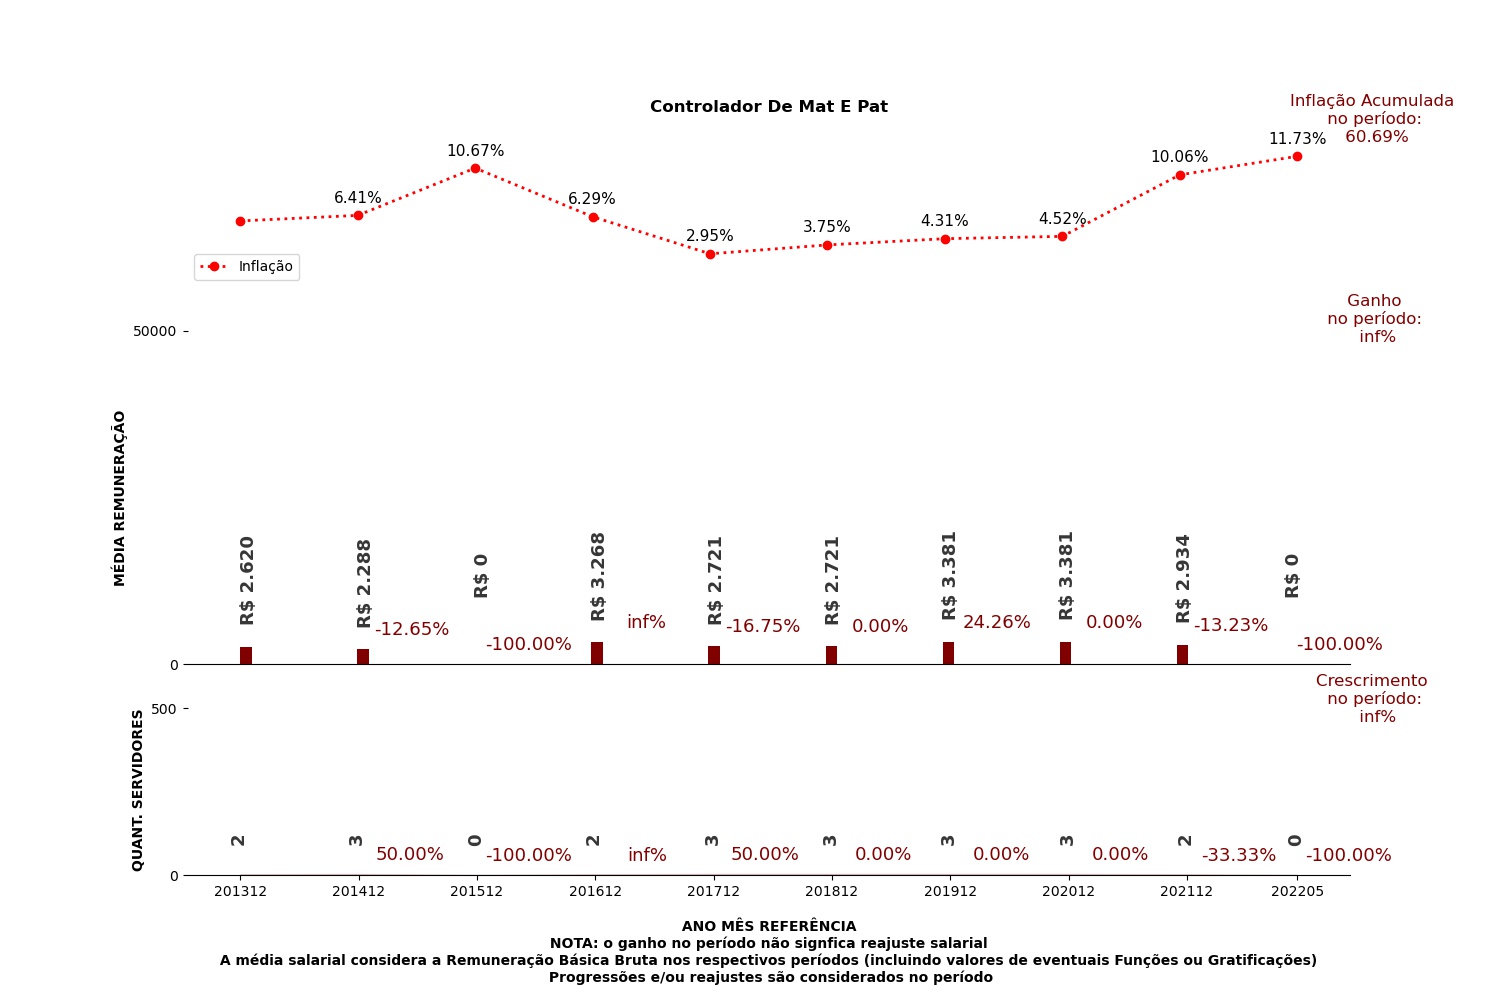 Controlador De Mat E Pat
Inflação Acumulada
no período:
60.69%
6.41%
10.67%
6.29%
2.95%
3.75%
4.31%
4.52%
10.06%
11.73%
Inflação
Ganho
no período:
inf%
50000
0
MÉDIA REMUNERAÇÃO
R$ 2.620
R$ 2.288
R$ 0
R$ 3.268
R$ 2.721
R$ 2.721
R$ 3.381
R$ 3.381
R$ 2.934
R$ 0
-12.65%
-100.00%
inf%
-16.75%
0.00%
24.26%
0.00%
-13.23%
-100.00%
Crescrimento
no período:
inf%
500
0
QUANT. SERVIDORES
2
3
0
2
3
3
3
3
2
0
50.00%
-100.00%
inf%
50.00%
0.00%
0.00%
0.00%
-33.33%
-100.00%
201312
201412
201512
201612
201712
201812
201912
202012
202112
202205
ANO MÊS REFERÊNCIA
NOTA: o ganho no período não signfica reajuste salarial
A média salarial considera a Remuneração Básica Bruta nos respectivos períodos (incluindo valores de eventuais Funções ou Gratificações)
Progressões e/ou reajustes são considerados no período